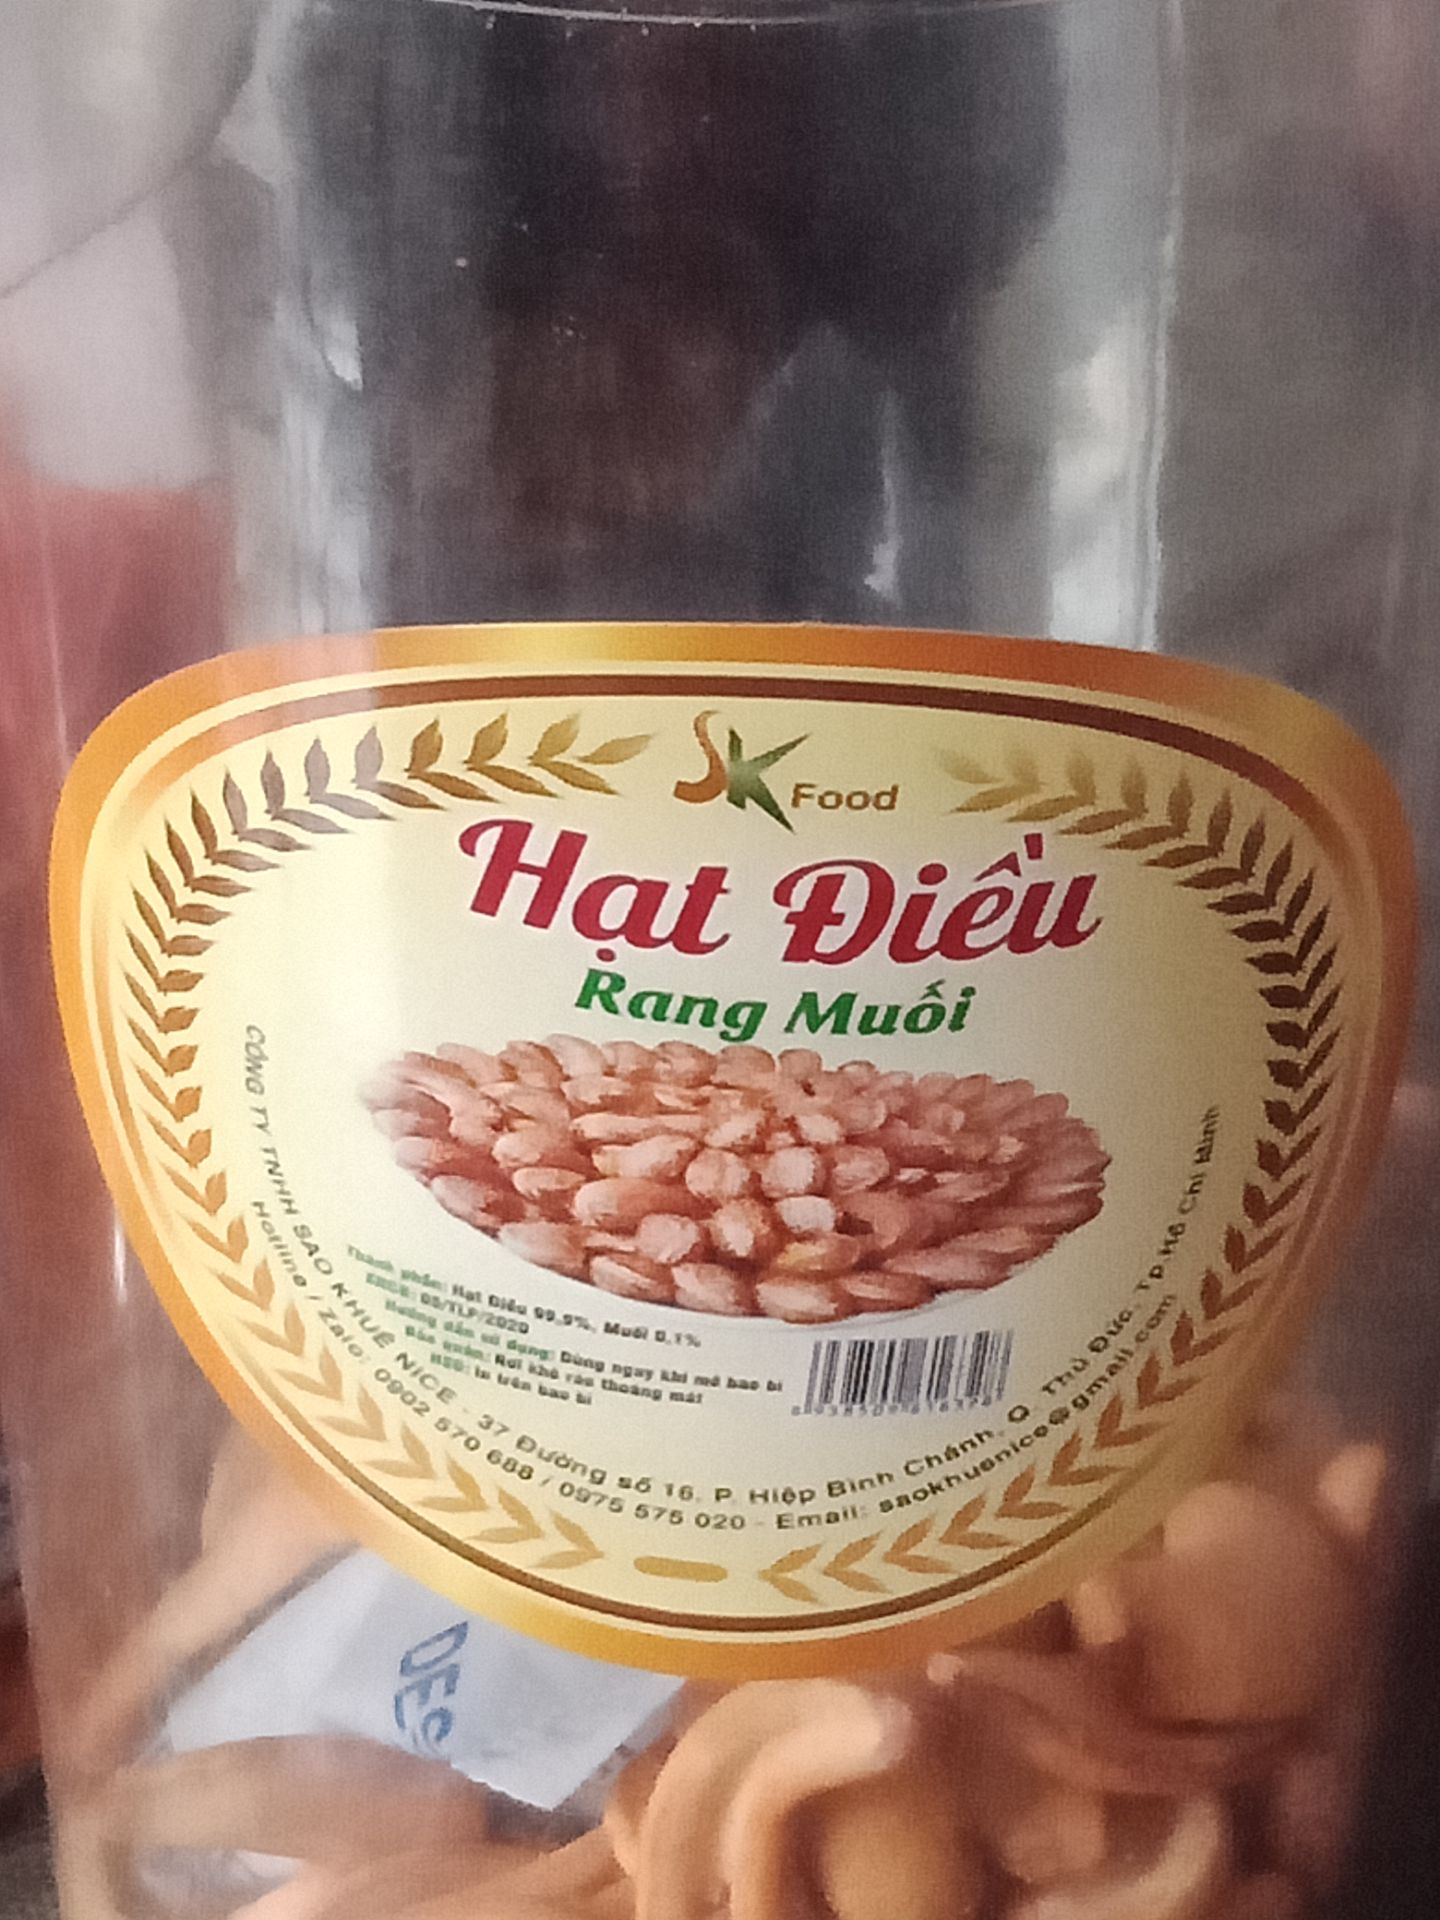 SK Food
Hạt Điều
Rang Muối
Thành phần: Hạt Điều 99,9%, Muối 0,1%
Hướng dẫn sử dụng: Dùng ngay khi mở bao bì
Bảo quản: Nơi khô ráo thoáng mát
HSD: In trên bao bì
CÔNG TY TNHH SAO KHUÊ NICE - 37 Đường số 16, P. Hiệp Bình Chánh, Q. Thủ Đức, Tp.Hồ Chí Minh
Hotline / Zalo: 0902 570 688 / 0975 575 020 - Email: saokhuenice@gmail.com
DES